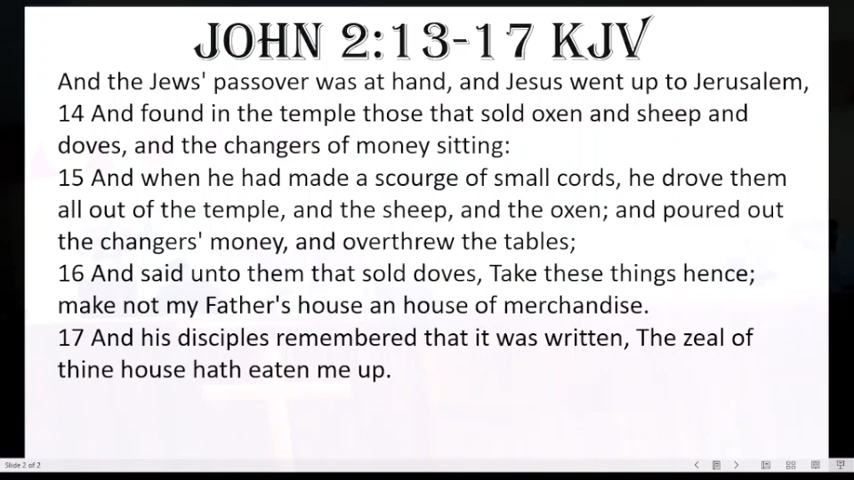 JOHN 2:13-17 KJV
And the Jews' passover was at hand, and Jesus went up to Jerusalem,
14 And found in the temple those that sold oxen and sheep and
doves, and the changers of money sitting:
15 And when he had made a scourge of small cords, he drove them
all out of the temple, and the sheep, and the oxen; and poured out
the changers' money, and overthrew the tables;
16 And said unto them that sold doves, Take these things hence;
make not my Father's house an house of merchandise.
17 And his disciples remembered that it was written, The zeal of
thine house hath eaten me up.
Slide 2 of 2